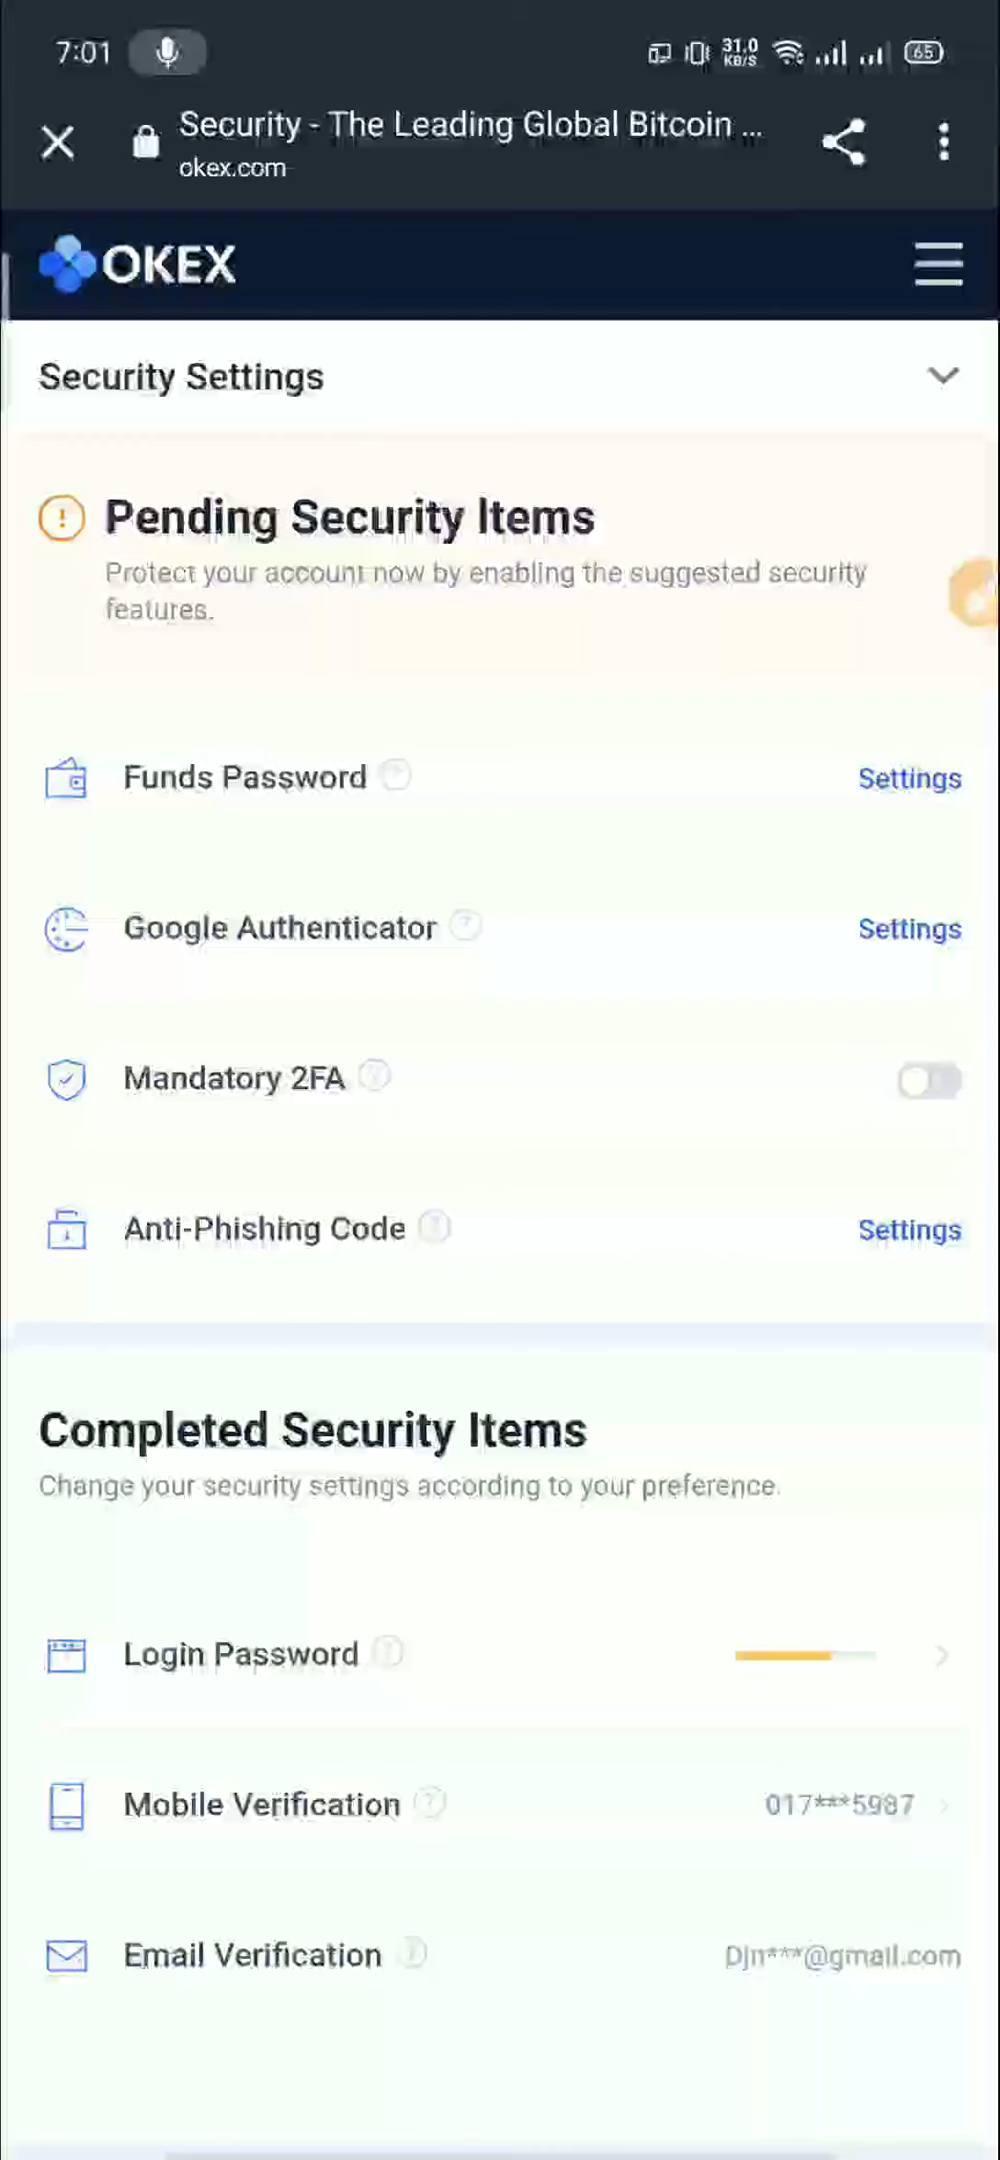 7:01
31.0
KB/S
65
Security - The Leading Global Bitcoin ...
okex.com
OKEX
Security Settings
Pending Security Items
Protect your account now by enabling the suggested security
features.
Funds Password
Settings
Google Authenticator ?
Settings
Mandatory 2FA ?
Anti-Phishing Code ?
Settings
Completed Security Items
Change your security settings according to your preference.
Login Password ?
Mobile Verification ?
017***5987
Email Verification ?
Djn***@gmail.com